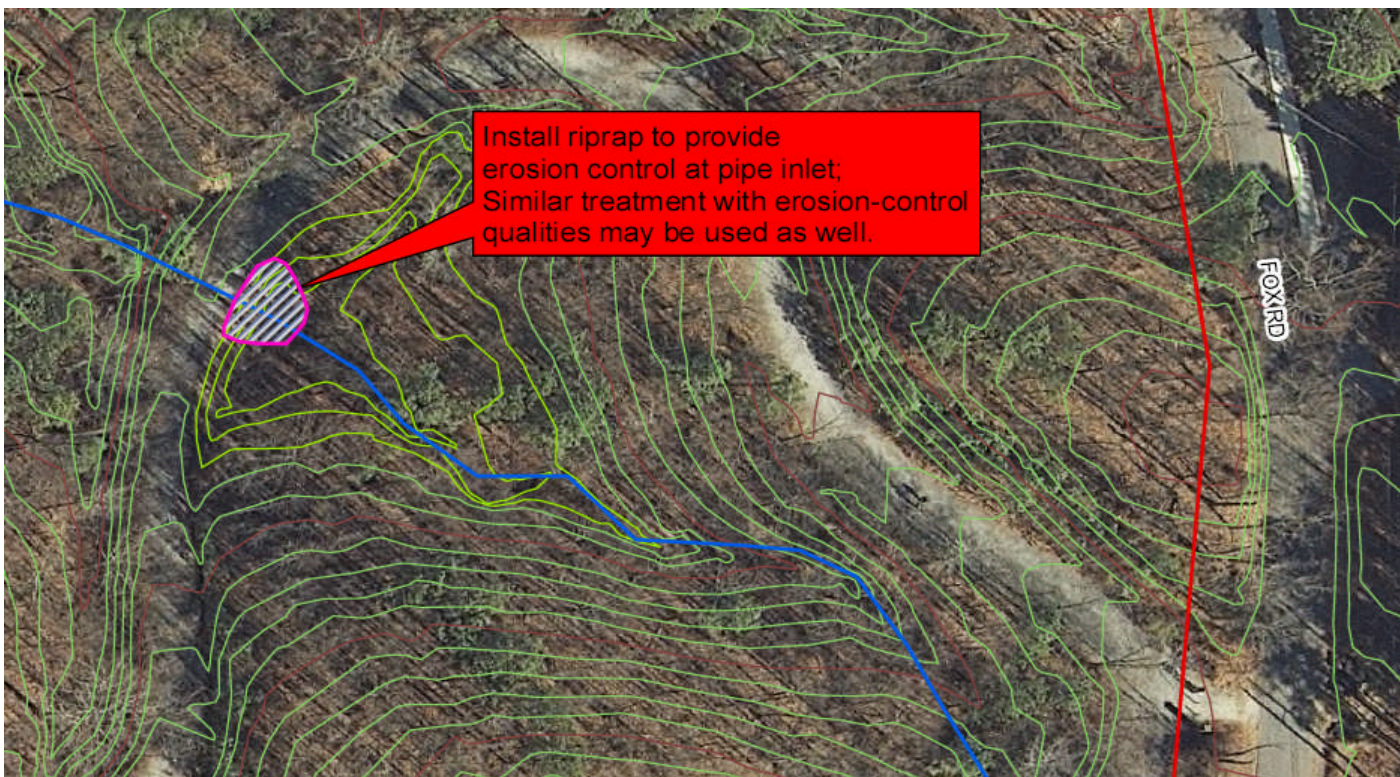 Install riprap to provide
erosion control at pipe inlet;
Similar treatment with erosion-control
qualities may be used as well.
FOX RD